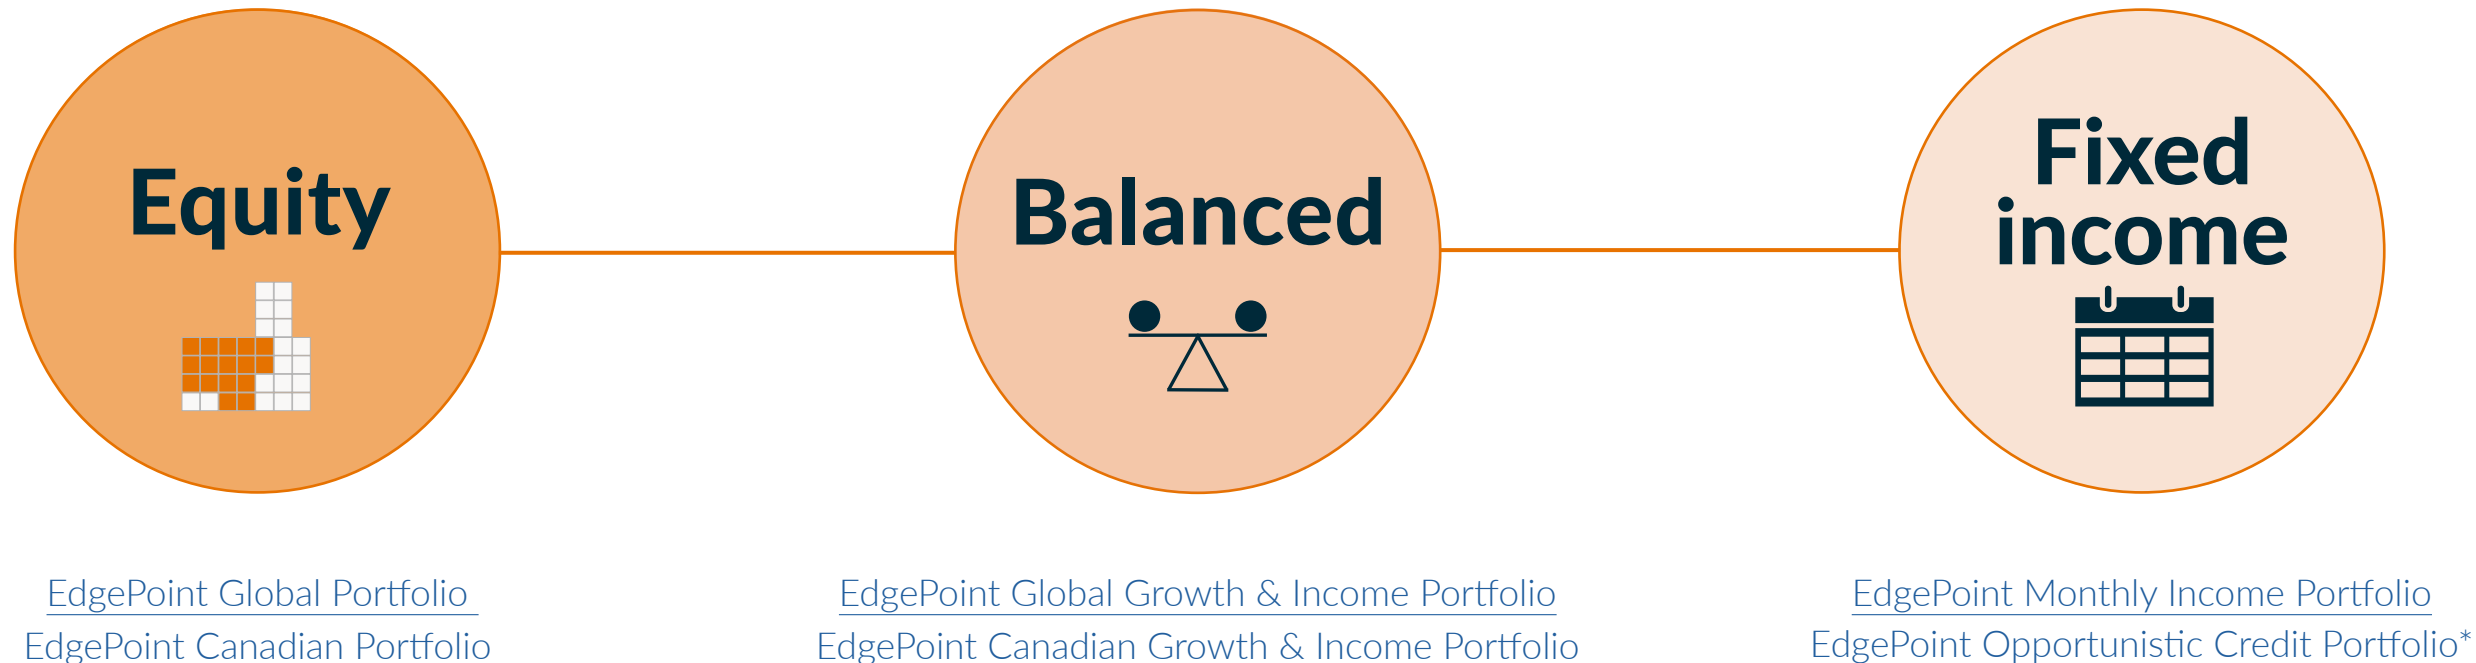 Equity
Balanced
Fixed
income
EdgePoint Global Portfolio
EdgePoint Canadian Portfolio
EdgePoint Global Growth & Income Portfolio
EdgePoint Canadian Growth & Income Portfolio
EdgePoint Monthly Income Portfolio
EdgePoint Opportunistic Credit Portfolio*